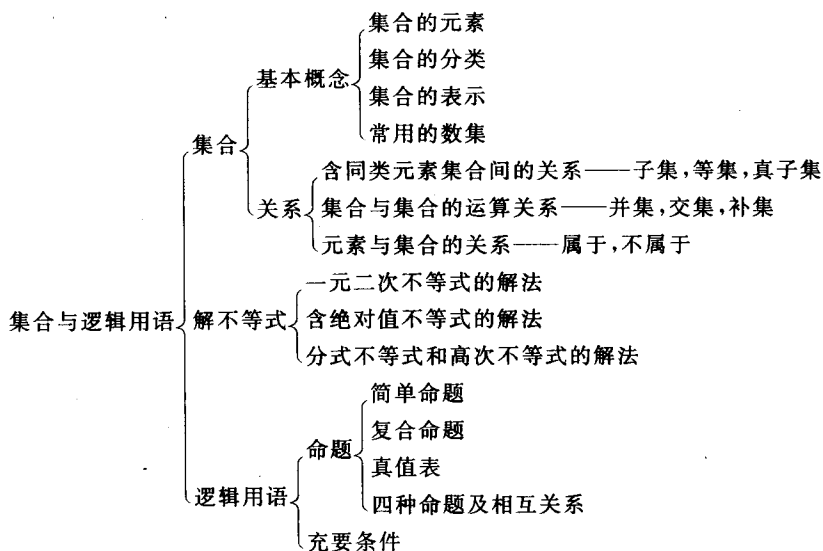 集合的元素
集合的分类
基本概念
集合的表示
常用的数集
集合
含同类元素集合间的关系——子集,等集,真子集
关系
集合与集合的运算关系——并集,交集,补集
元素与集合的关系——属于,不属于
一元二次不等式的解法
集合与逻辑用语
解不等式
含绝对值不等式的解法
分式不等式和高次不等式的解法
简单命题
复合命题
命题
真值表
逻辑用语
四种命题及相互关系
充要条件